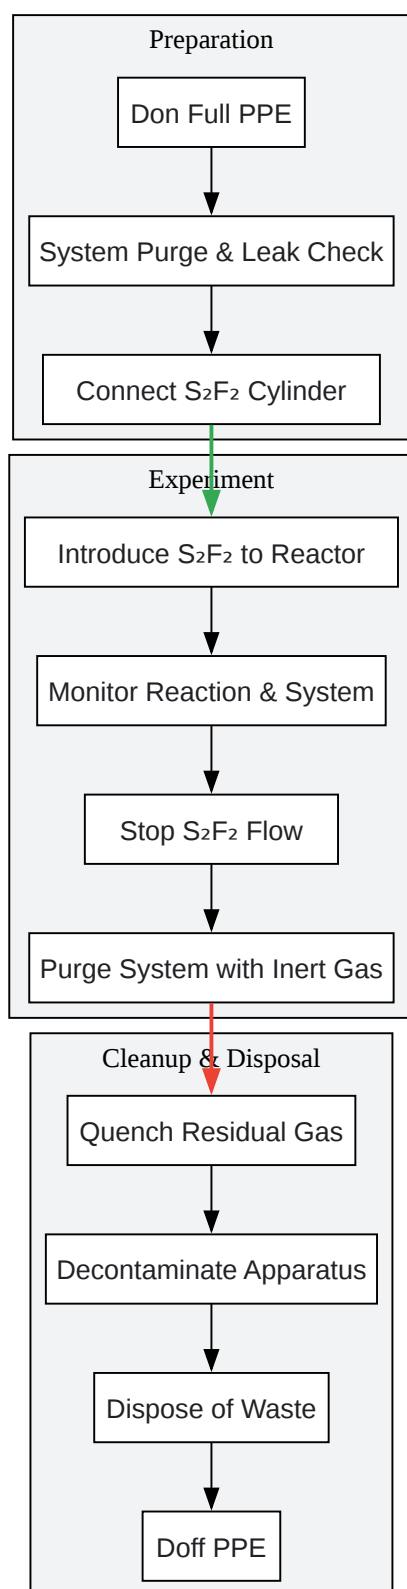 Preparation
Don Full PPE
System Purge & Leak Check
Connect S₂F₂ Cylinder
Experiment
Introduce S₂F₂ to Reactor
Monitor Reaction & System
Stop S₂F₂ Flow
Purge System with Inert Gas
Cleanup & Disposal
Quench Residual Gas
Decontaminate Apparatus
Dispose of Waste
Doff PPE